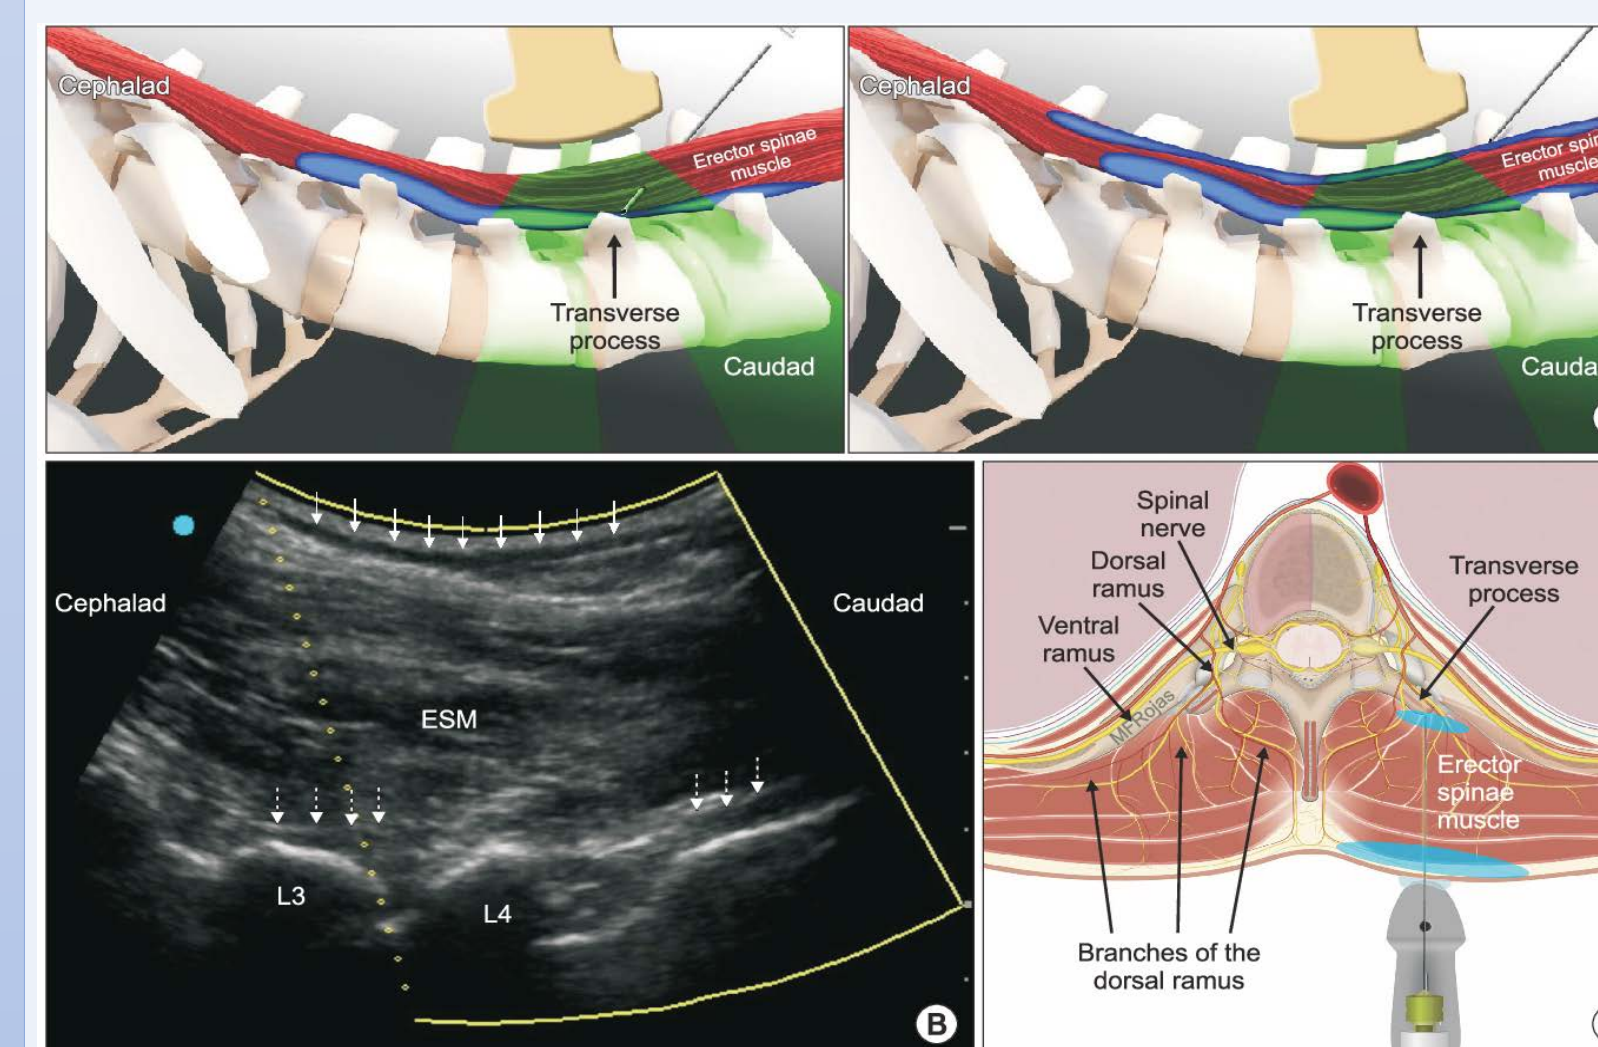 Cephalad
Erector spinae
muscle
Transverse
process
Caudad
Cephalad
Erector spin
muscle
Transverse
process
Cauda
Cephalad
Caudad
ESM
L3
L4
B
Spinal
nerve
Dorsal
ramus
Ventral
ramus
Transverse
process
MFRojas
Erector
spinae
muscle
Branches of the
dorsal ramus